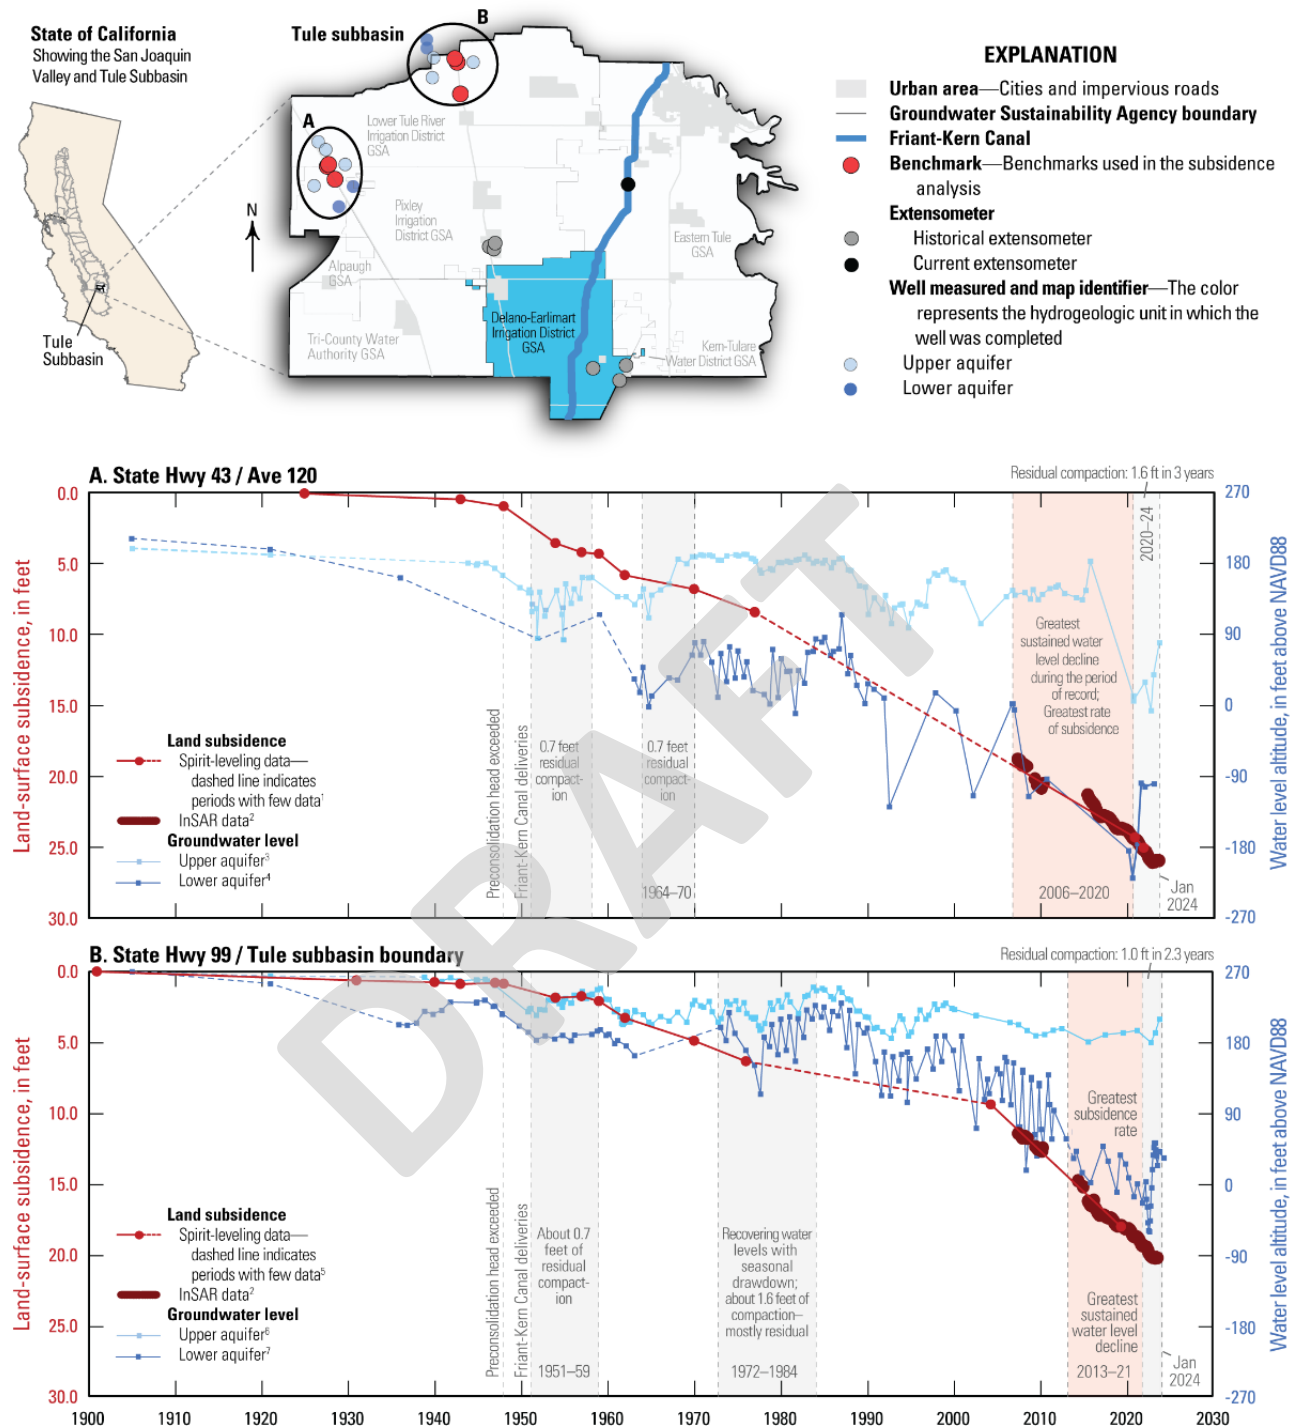 State of California
Showing the San Joaquin
Valley and Tule Subbasin
Tule
Subbasin
Tule subbasin
B
A
N
Lower Tule River
Irrigation District
GSA
Pixley
Irrigation
District GSA
Alpaugh
GSA
Tri-County Water
Authority GSA
Delano-Earlimart
Irrigation District
GSA
Eastern Tule
GSA
Kern-Tulare
Water District GSA
EXPLANATION
Urban area—Cities and impervious roads
Groundwater Sustainability Agency boundary
Friant-Kern Canal
Benchmark—Benchmarks used in the subsidence
analysis
Extensometer
Historical extensometer
Current extensometer
Well measured and map identifier—The color
represents the hydrogeologic unit in which the
well was completed
Upper aquifer
Lower aquifer
DRAFT
A. State Hwy 43 / Ave 120
Residual compaction: 1.6 ft in 3 years
Land-surface subsidence, in feet
0.0
5.0
10.0
15.0
20.0
25.0
30.0
270
180
90
0
-90
-180
-270
Water level altitude, in feet above NAVD88
Land subsidence
Spirit-leveling data—
dashed line indicates
periods with few data¹
InSAR data²
Groundwater level
Upper aquifer³
Lower aquifer⁴
Preconsolidation head exceeded
Friant-Kern Canal deliveries
0.7 feet
residual
compact-
ion
0.7 feet
residual
compact-
ion
1964–70
Greatest
sustained water
level decline
during the period
of record;
Greatest rate
of subsidence
2006–2020
2020–24
Jan
2024
B. State Hwy 99 / Tule subbasin boundary
Residual compaction: 1.0 ft in 2.3 years
Land-surface subsidence, in feet
0.0
5.0
10.0
15.0
20.0
25.0
30.0
270
180
90
0
-90
-180
-270
Water level altitude, in feet above NAVD88
Land subsidence
Spirit-leveling data—
dashed line indicates
periods with few data⁵
InSAR data²
Groundwater level
Upper aquifer⁶
Lower aquifer⁷
Preconsolidation head exceeded
Friant-Kern Canal deliveries
About 0.7
feet of
residual
compact-
ion
1951–59
Recovering water
levels with
seasonal
drawdown;
about 1.6 feet of
compaction–
mostly residual
1972–1984
Greatest
subsidence
rate
Greatest
sustained
water level
decline
2013–21
Jan
2024
1900
1910
1920
1930
1940
1950
1960
1970
1980
1990
2000
2010
2020
2030